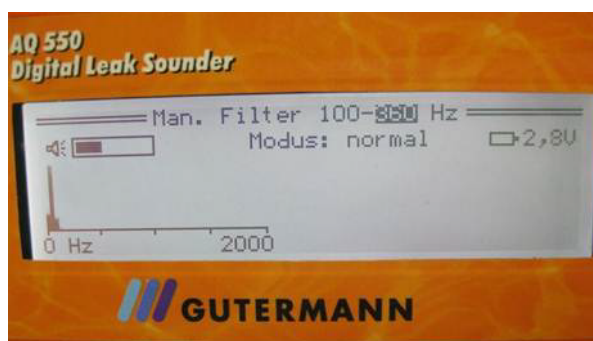 AQ 550
Digital Leak Sounder
Man. Filter 100-360 Hz
Modus: normal 2,8V
0 Hz 2000
GUTERMANN